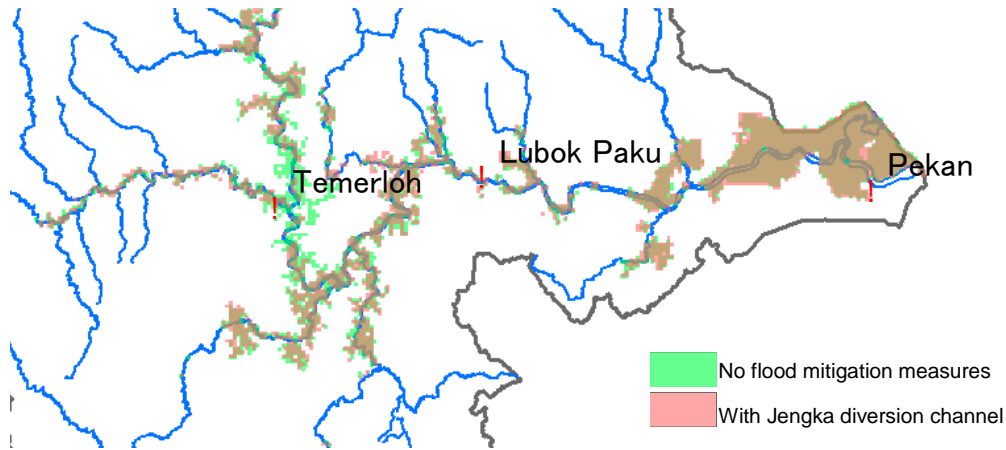 Lubok Paku
Pekan
Temerloh
!
!
!
No flood mitigation measures
With Jengka diversion channel